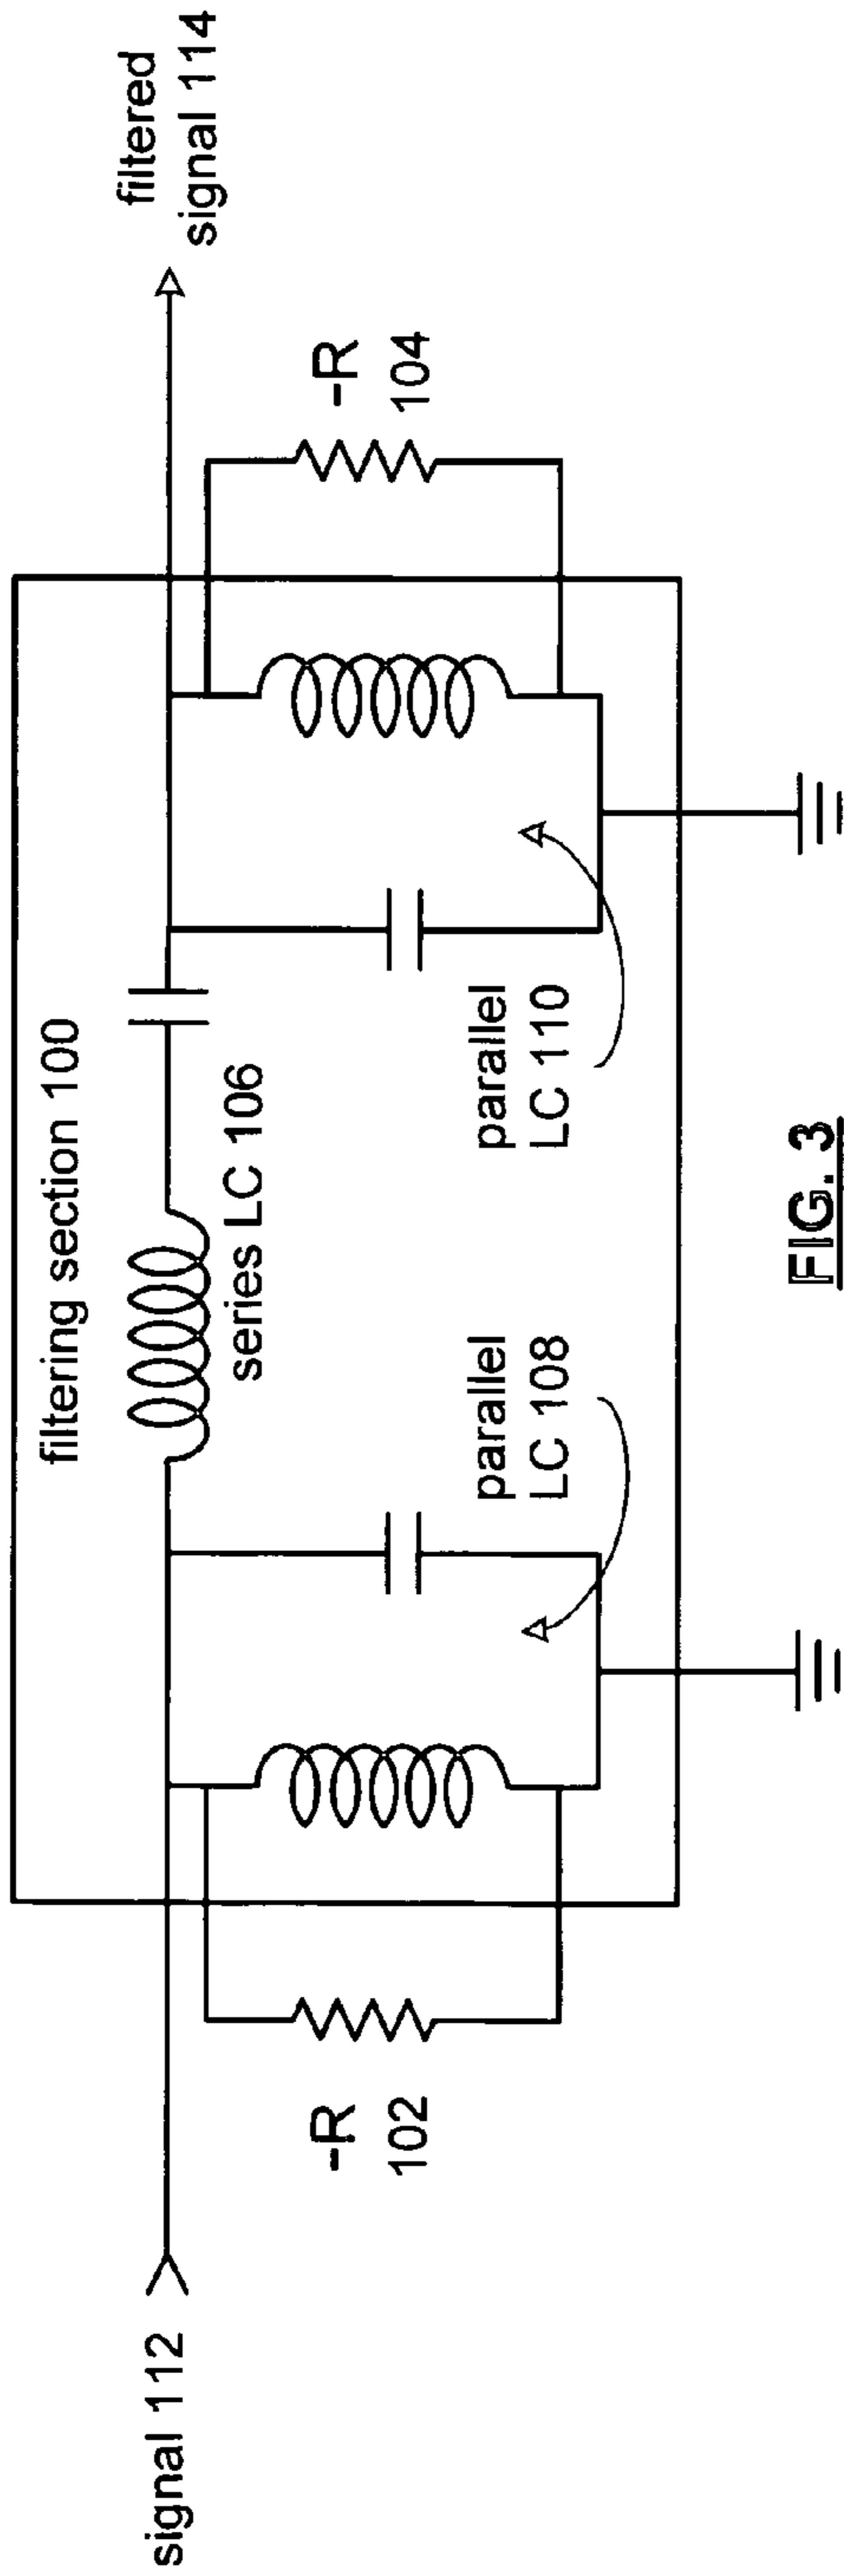 filtering section 100
signal 112
filtered
signal 114
series LC 106
-R
102
-R
104
parallel
LC 108
parallel
LC 110
FIG. 3